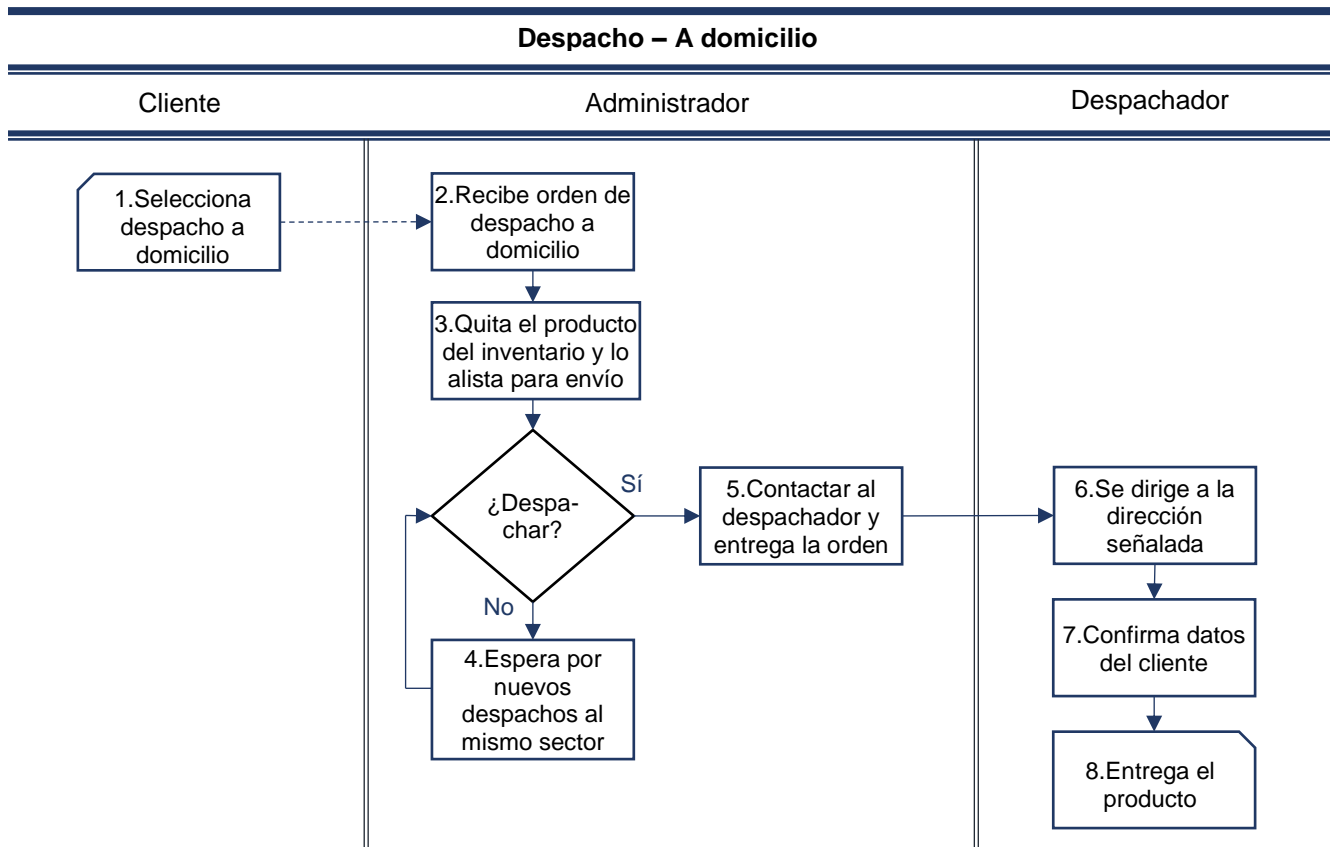 Despacho – A domicilio
Cliente
Administrador
Despachador
1.Selecciona
despacho a
domicilio
2.Recibe orden de
despacho a
domicilio
3.Quita el producto
del inventario y lo
alista para envío
¿Despa-
char?
Sí
No
4.Espera por
nuevos
despachos al
mismo sector
5.Contactar al
despachador y
entrega la orden
6.Se dirige a la
dirección
señalada
7.Confirma datos
del cliente
8.Entrega el
producto